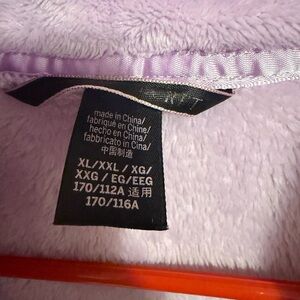 made in China/
fabriqué en Chine/
hecho en China/
fabbricato in Cina/
中国制造
XL/XXL / XG/
XXG / EG/EEG
170/112A 适用
170/116A